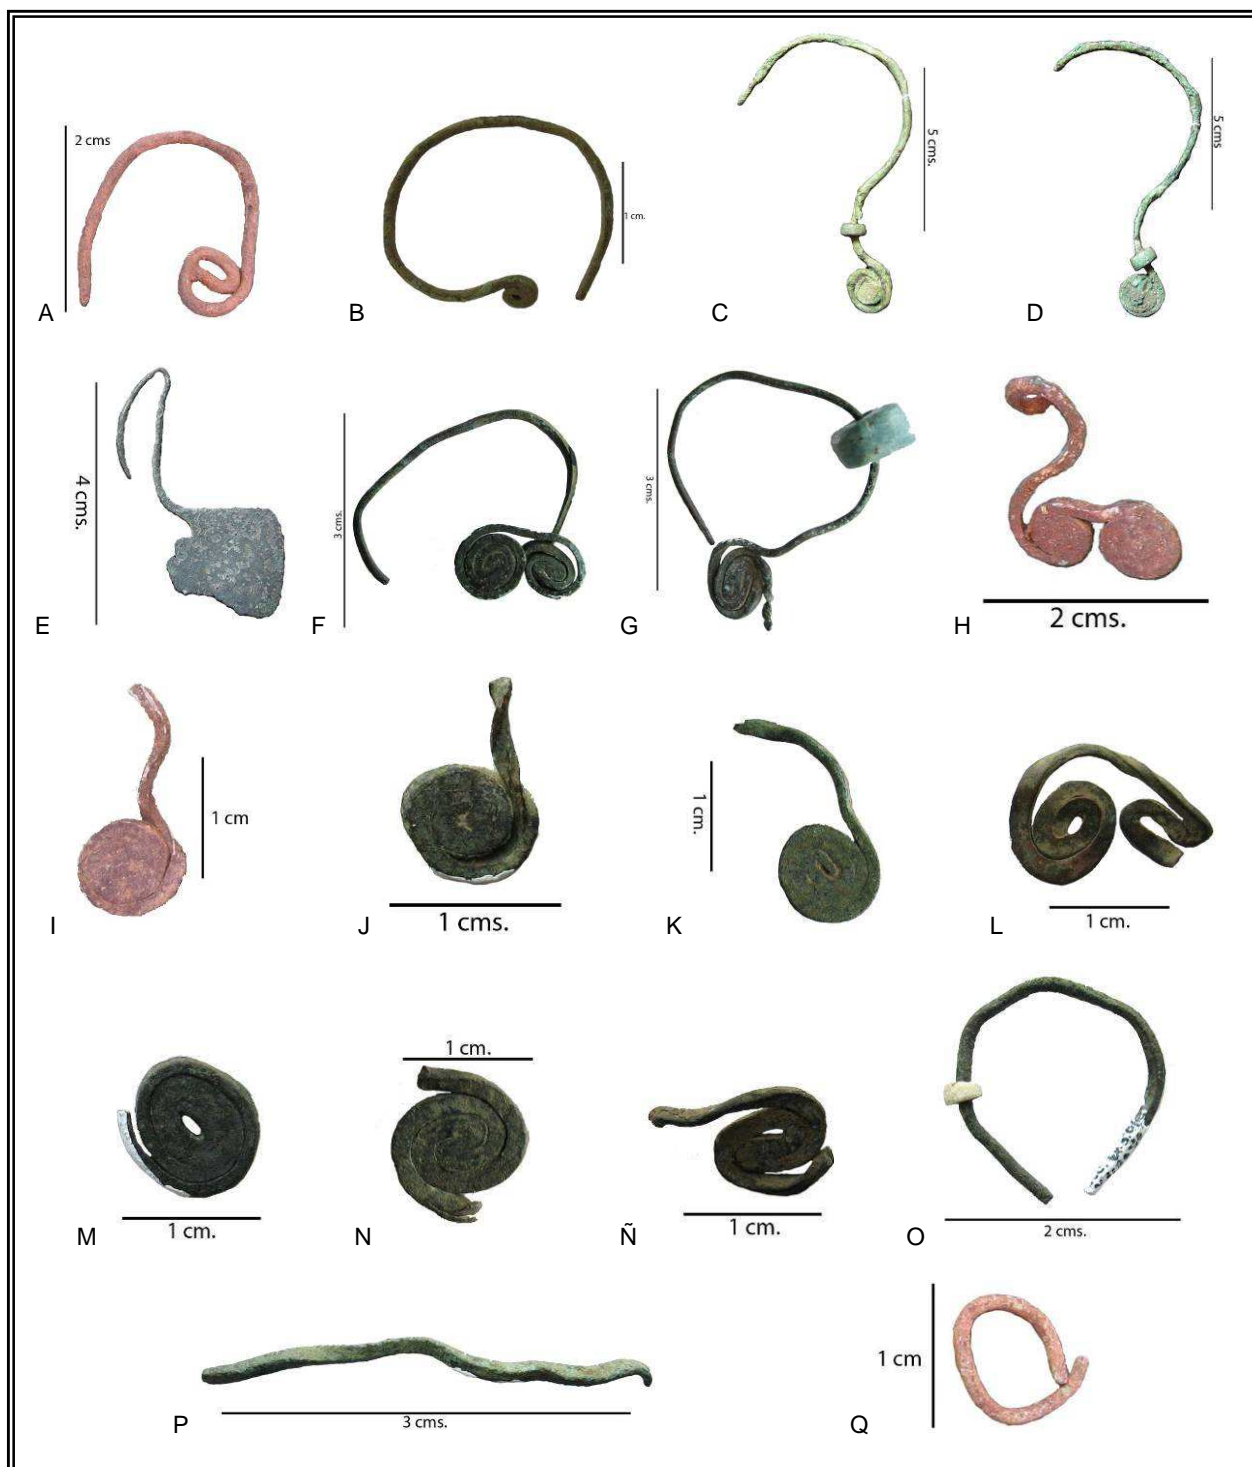 2 cms
A
1 cm.
B
5 cms.
C
5 cms
D
4 cms.
E
3 cms.
F
3 cms.
G
2 cms.
H
1 cm
I
1 cms.
J
1 cm.
K
1 cm.
L
1 cm.
M
1 cm.
N
1 cm.
Ñ
2 cms.
O
3 cms.
P
1 cm
Q